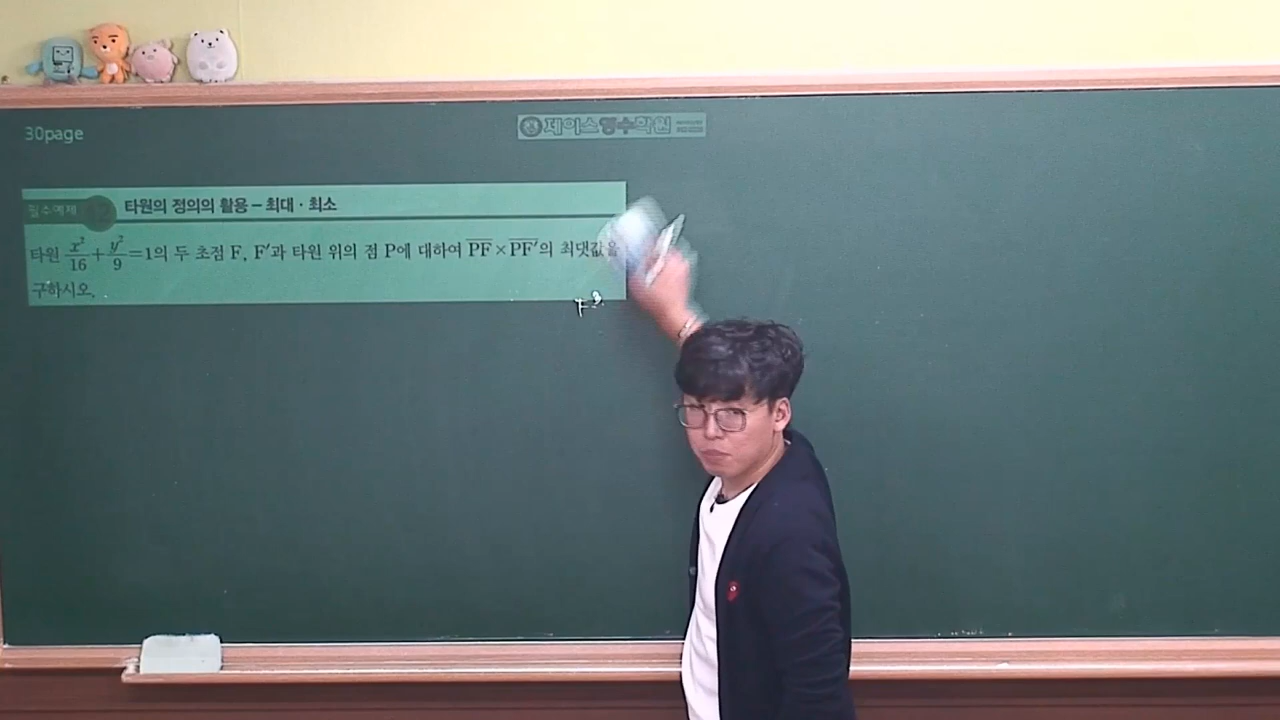 30page
제이스영수학원
필수예제 타원의 정의의 활용 – 최대 · 최소
타원 x²/16 + y²/9 = 1의 두 초점 F, F′과 타원 위의 점 P에 대하여 PF × PF′의 최댓값을
구하시오.